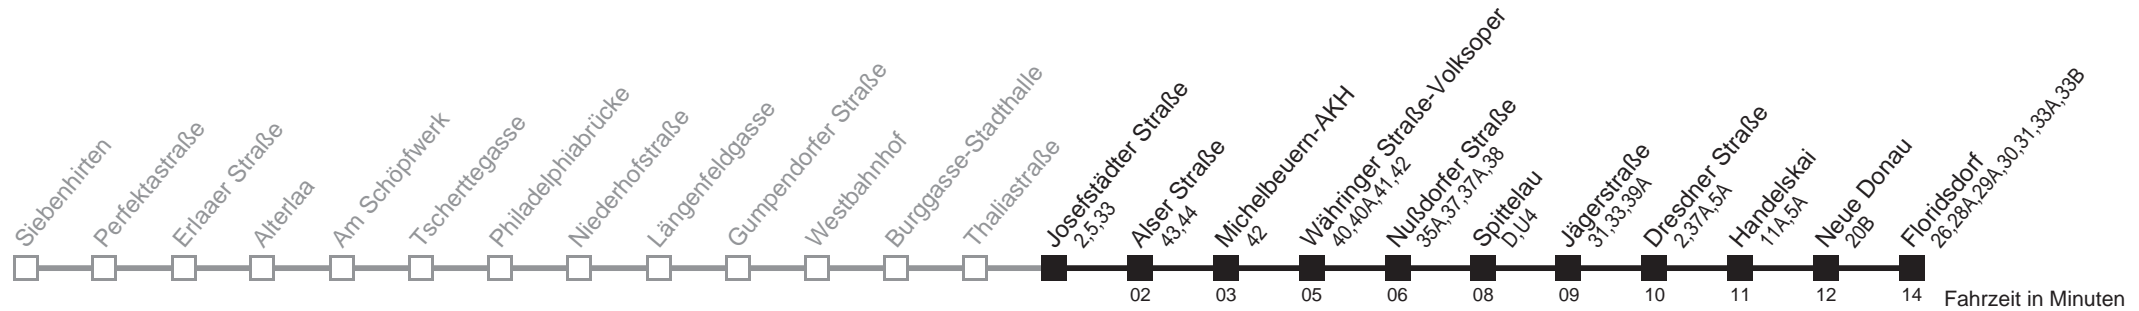 Siebenhirten
Perfektastraße
Erlaaer Straße
Alterlaa
Am Schöpfwerk
Tscherttegasse
Philadelphiabrücke
Niederhofstraße
Längenfeldgasse
Gumpendorfer Straße
Westbahnhof
Burggasse-Stadthalle
Thaliastraße
Josefstädter Straße
2,5,33
Alser Straße
43,44
Michelbeuern-AKH
42
Währinger Straße-Volksoper
40,40A,41,42
Nußdorfer Straße
35A,37,37A,38
Spittelau
D,U4
Jägerstraße
31,33,39A
Dresdner Straße
2,37A,5A
Handelskai
11A,5A
Neue Donau
20B
Floridsdorf
26,28A,29A,30,31,33A,33B
02 03 05 06 08 09 10 11 12 14 Fahrzeit in Minuten